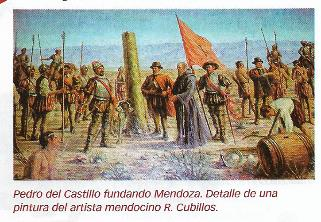 Pedro del Castillo fundando Mendoza. Detalle de una
pintura del artista mendocino R. Cubillos.